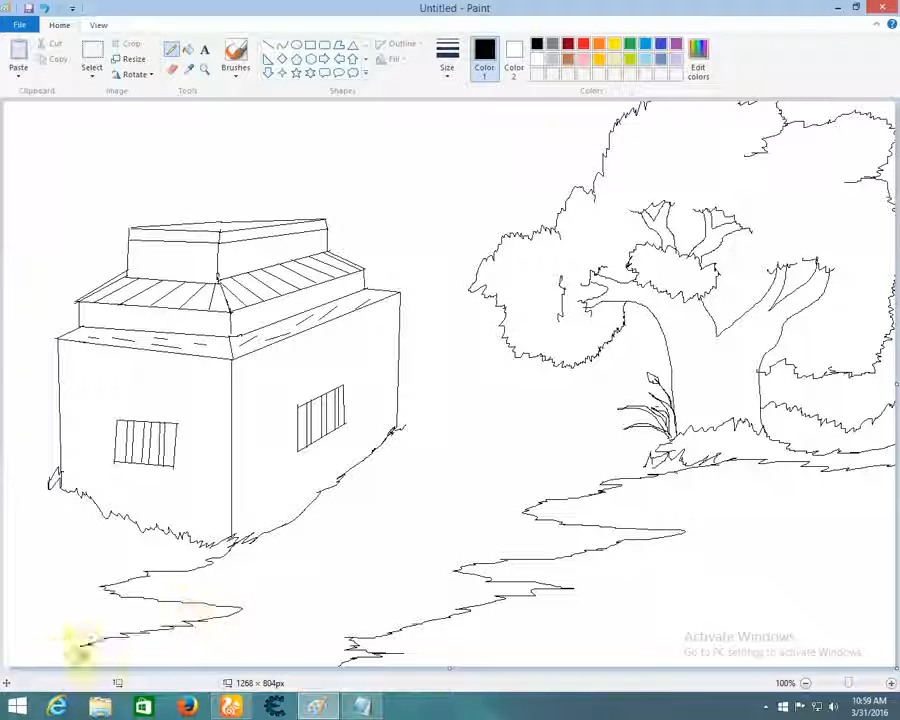 Untitled - Paint
File
Home
View
Paste
Cut
Copy
Clipboard
Select
Crop
Resize
Rotate
Image
A
Tools
Brushes
Outline
Fill
Shapes
Size
Color
1
Color
2
Edit
colors
Colors
Activate Windows
Go to PC settings to activate Windows.
1268 × 804px
100%
10:59 AM
3/31/2016